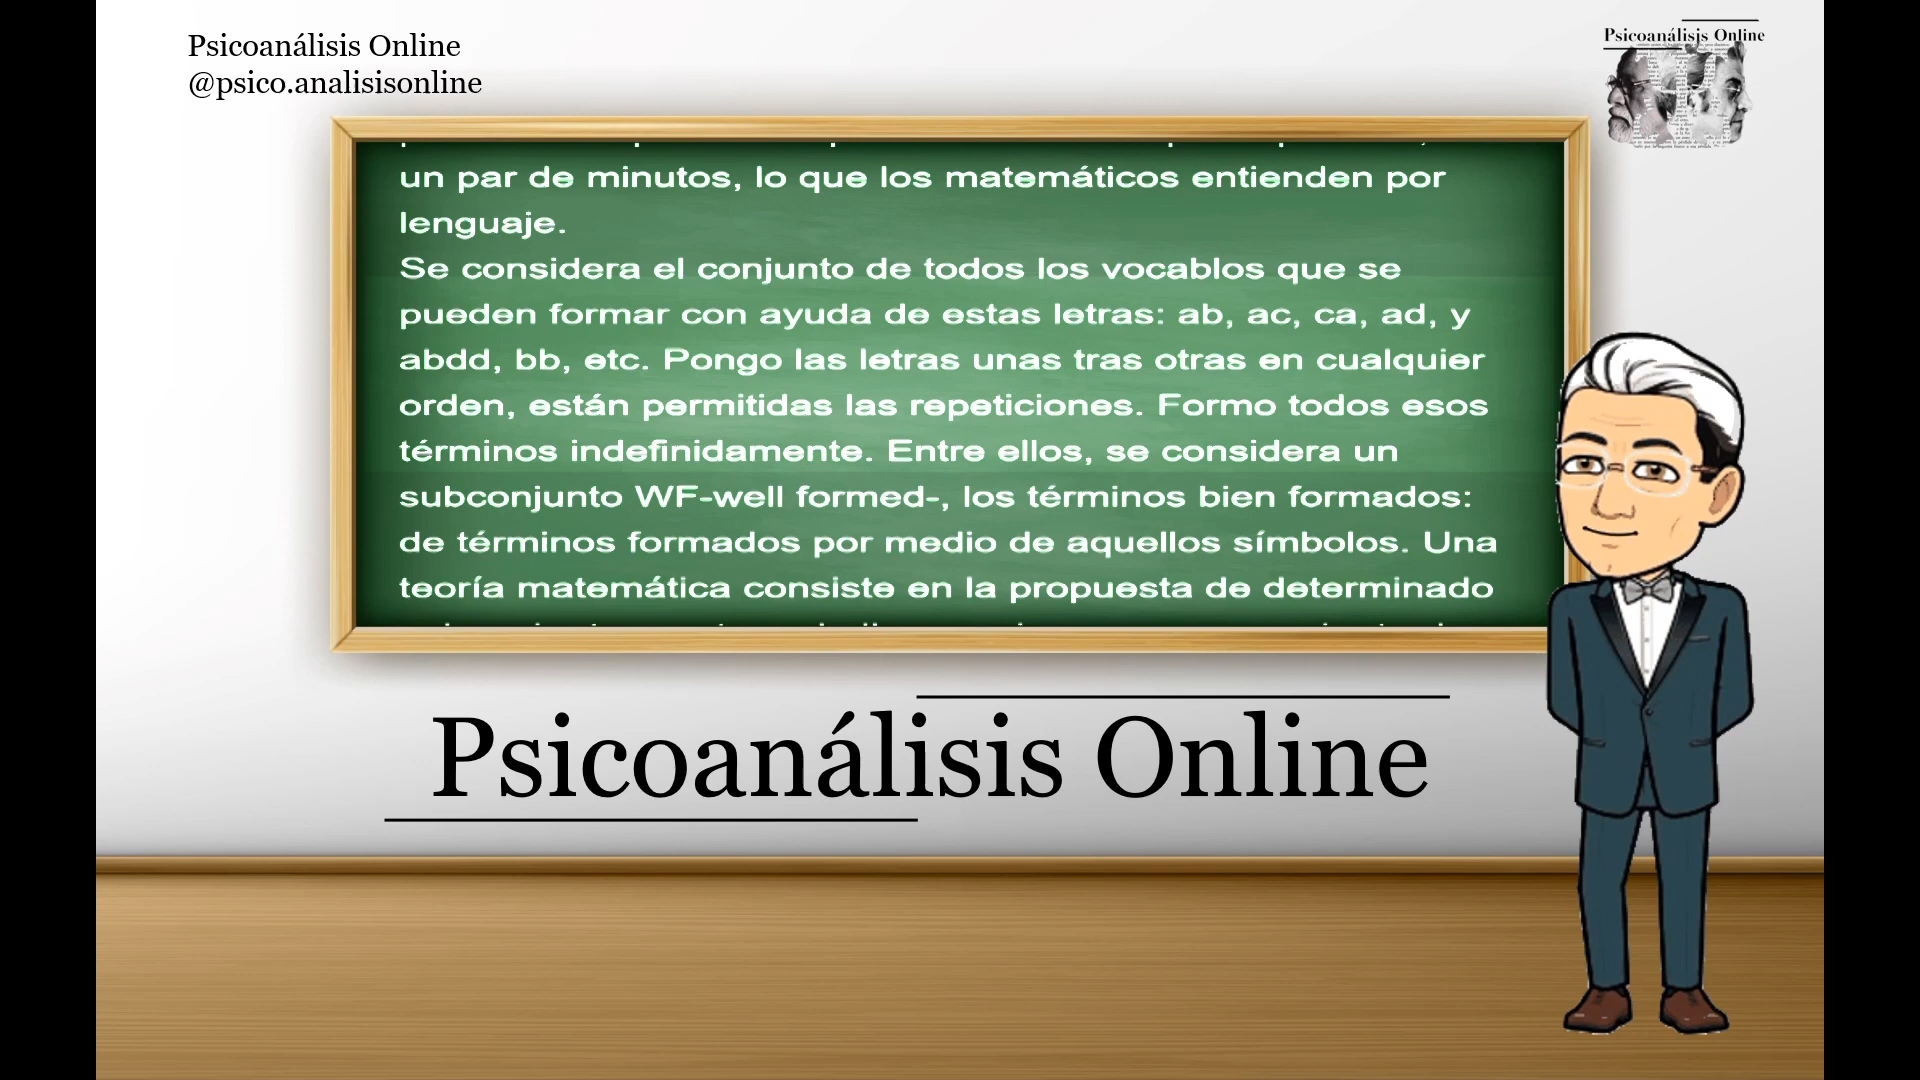 Psicoanálisis Online
@psico.analisisonline
Psicoanálisis Online
un par de minutos, lo que los matemáticos entienden por
lenguaje.
Se considera el conjunto de todos los vocablos que se
pueden formar con ayuda de estas letras: ab, ac, ca, ad, y
abdd, bb, etc. Pongo las letras unas tras otras en cualquier
orden, están permitidas las repeticiones. Formo todos esos
términos indefinidamente. Entre ellos, se considera un
subconjunto WF-well formed-, los términos bien formados:
de términos formados por medio de aquellos símbolos. Una
teoría matemática consiste en la propuesta de determinado
Psicoanálisis Online